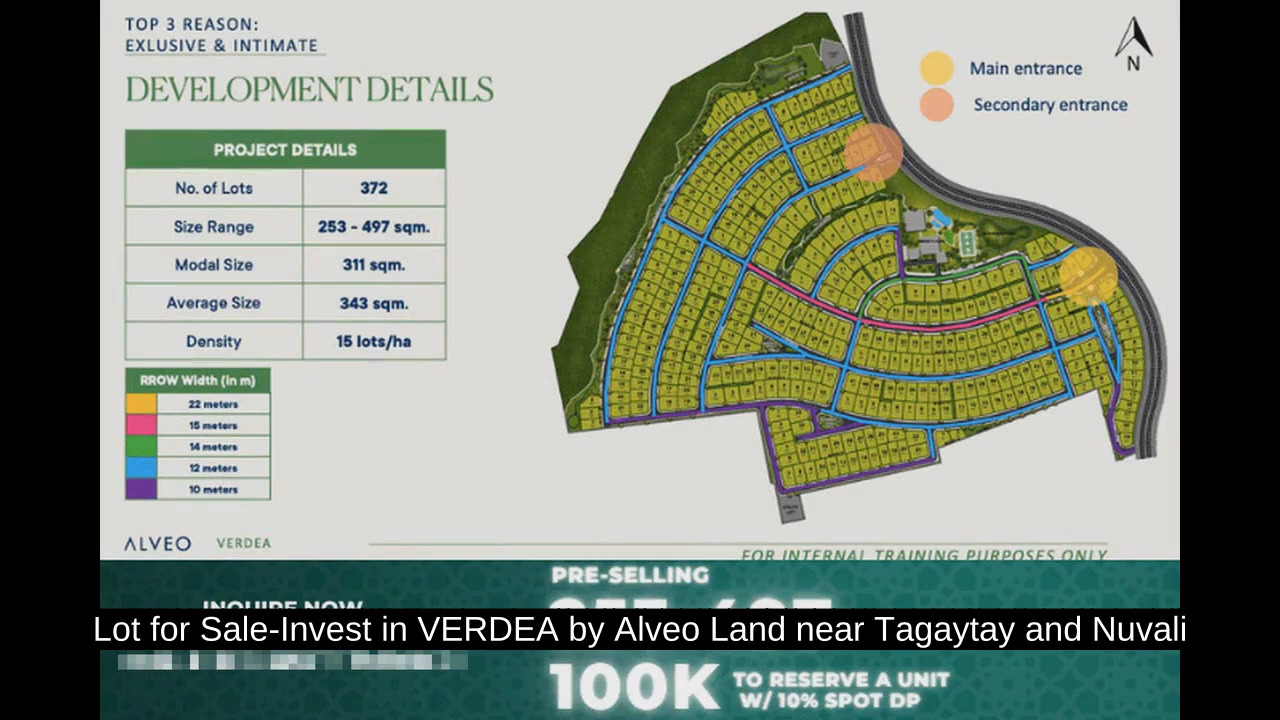 TOP 3 REASON:
EXLUSIVE & INTIMATE
DEVELOPMENT DETAILS
PROJECT DETAILS
No. of Lots 372
Size Range 253 - 497 sqm.
Modal Size 311 sqm.
Average Size 343 sqm.
Density 15 lots/ha
RROW Width (in m)
22 meters
15 meters
14 meters
12 meters
10 meters
N
Main entrance
Secondary entrance
ALVEO VERDEA
FOR INTERNAL TRAINING PURPOSES ONLY
PRE-SELLING
INQUIRE NOW
Lot for Sale-Invest in VERDEA by Alveo Land near Tagaytay and Nuvali
100K TO RESERVE A UNIT
W/ 10% SPOT DP